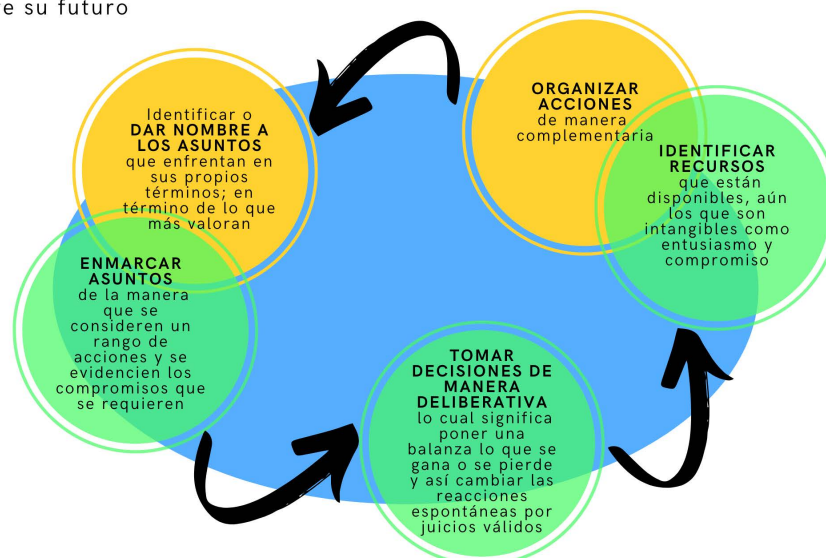 su futuro
Identificar o
DAR NOMBRE A
LOS ASUNTOS
que enfrentan en
sus propios
términos; en
término de lo que
más valoran
ENMARCAR
ASUNTOS
de la manera
que se
consideren un
rango de
acciones y se
evidencien los
compromisos que
se requieren
TOMAR
DECISIONES DE
MANERA
DELIBERATIVA
lo cual significa
poner una
balanza lo que se
gana o se pierde
y así cambiar las
reacciones
espontáneas por
juicios válidos
IDENTIFICAR
RECURSOS
que están
disponibles, aún
los que son
intangibles como
entusiasmo y
compromiso
ORGANIZAR
ACCIONES
de manera
complementaria